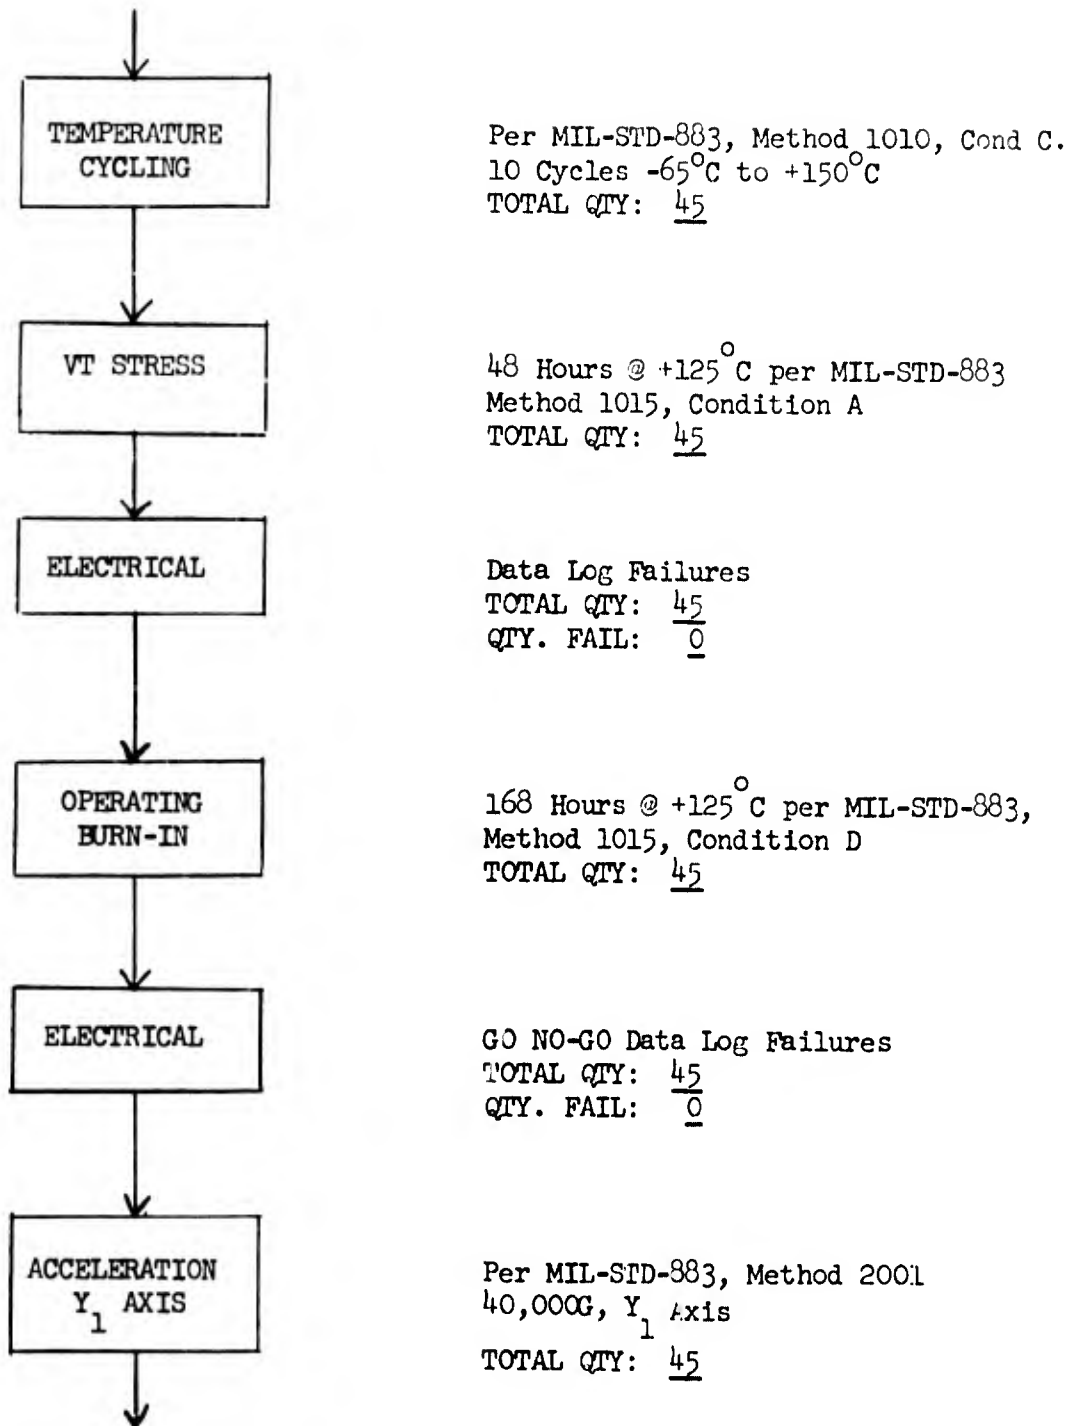 TEMPERATURE
CYCLING
Per MIL-STD-883, Method 1010, Cond C.
10 Cycles -65°C to +150°C
TOTAL QTY: 45
VT STRESS
48 Hours @ +125°C per MIL-STD-883
Method 1015, Condition A
TOTAL QTY: 45
ELECTRICAL
Data Log Failures
TOTAL QTY: 45
QTY. FAIL: 0
OPERATING
BURN-IN
168 Hours @ +125°C per MIL-STD-883,
Method 1015, Condition D
TOTAL QTY: 45
ELECTRICAL
GO NO-GO Data Log Failures
TOTAL QTY: 45
QTY. FAIL: 0
ACCELERATION
Y₁ AXIS
Per MIL-STD-883, Method 2001
40,000G, Y₁ Axis
TOTAL QTY: 45